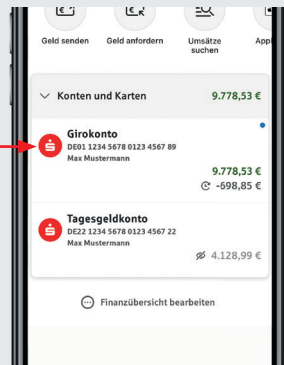 Geld senden Geld anfordern Umsätze suchen
Konten und Karten 9.778,53 €
Girokonto
DE01 1234 5678 0123 4567 89
Max Mustermann
9.778,53 €
-698,85 €
Tagesgeldkonto
DE22 1234 5678 0123 4567 22
Max Mustermann
4.128,99 €
Finanzübersicht bearbeiten